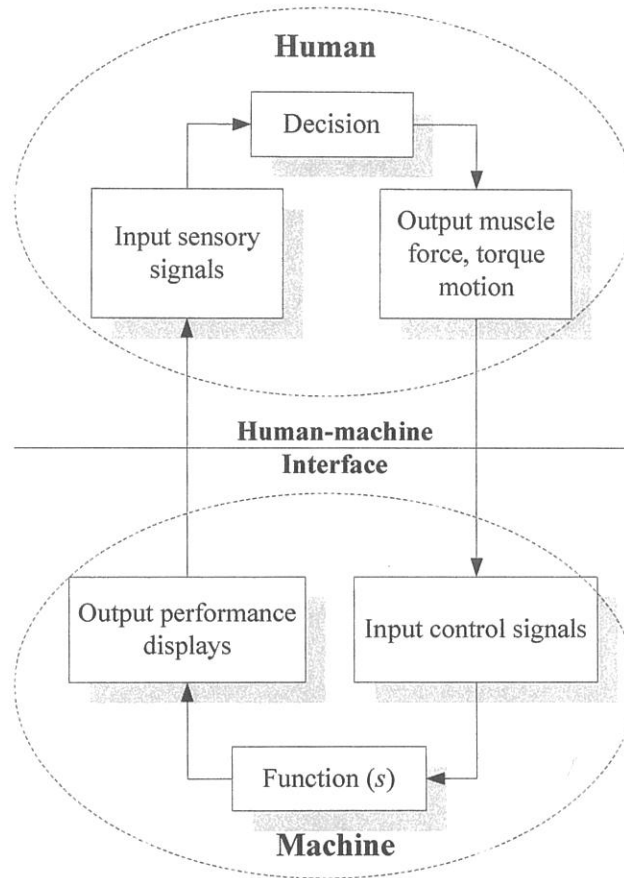 Human
Decision
Input sensory
signals
Output muscle
force, torque
motion
Human-machine
Interface
Output performance
displays
Input control signals
Function (s)
Machine